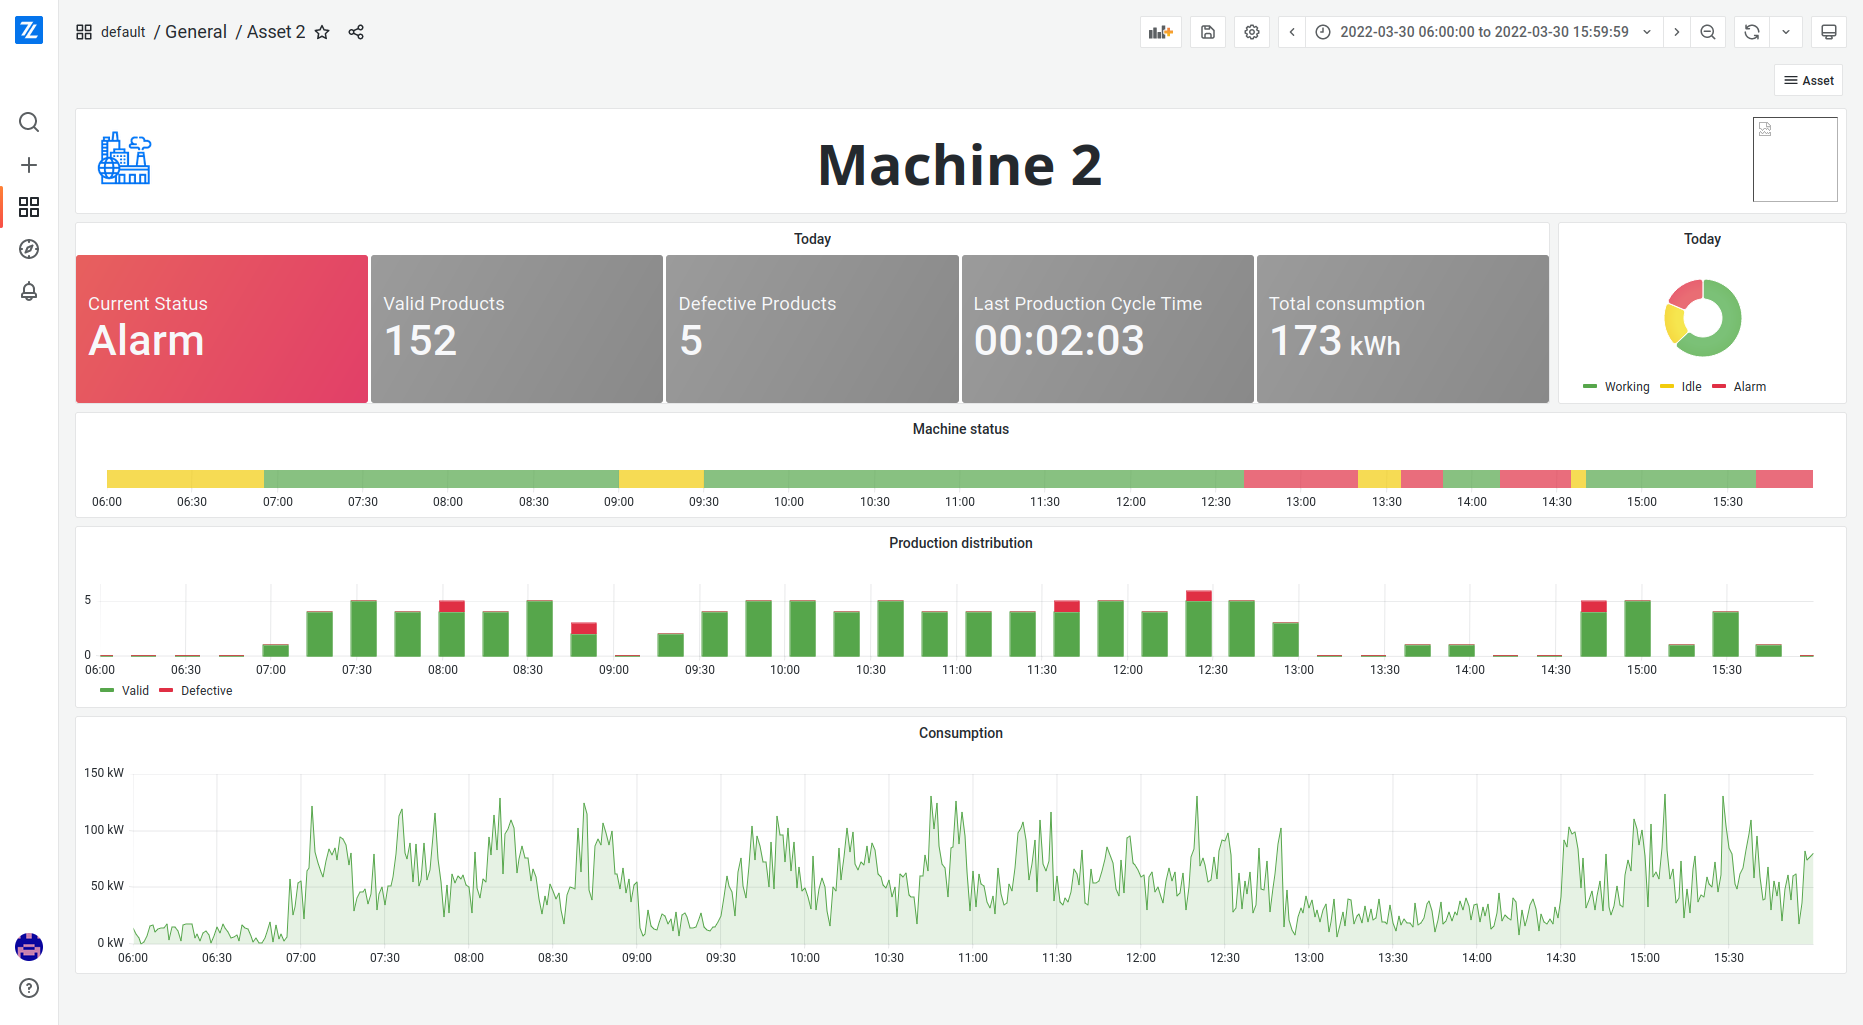 default / General / Asset 2
2022-03-30 06:00:00 to 2022-03-30 15:59:59
Asset
Machine 2
Today
Current Status
Alarm
Valid Products
152
Defective Products
5
Last Production Cycle Time
00:02:03
Total consumption
173 kWh
Today
Working Idle Alarm
Machine status
06:00 06:30 07:00 07:30 08:00 08:30 09:00 09:30 10:00 10:30 11:00 11:30 12:00 12:30 13:00 13:30 14:00 14:30 15:00 15:30
Production distribution
5
0
06:00 06:30 07:00 07:30 08:00 08:30 09:00 09:30 10:00 10:30 11:00 11:30 12:00 12:30 13:00 13:30 14:00 14:30 15:00 15:30
Valid Defective
Consumption
150 kW
100 kW
50 kW
0 kW
06:00 06:30 07:00 07:30 08:00 08:30 09:00 09:30 10:00 10:30 11:00 11:30 12:00 12:30 13:00 13:30 14:00 14:30 15:00 15:30